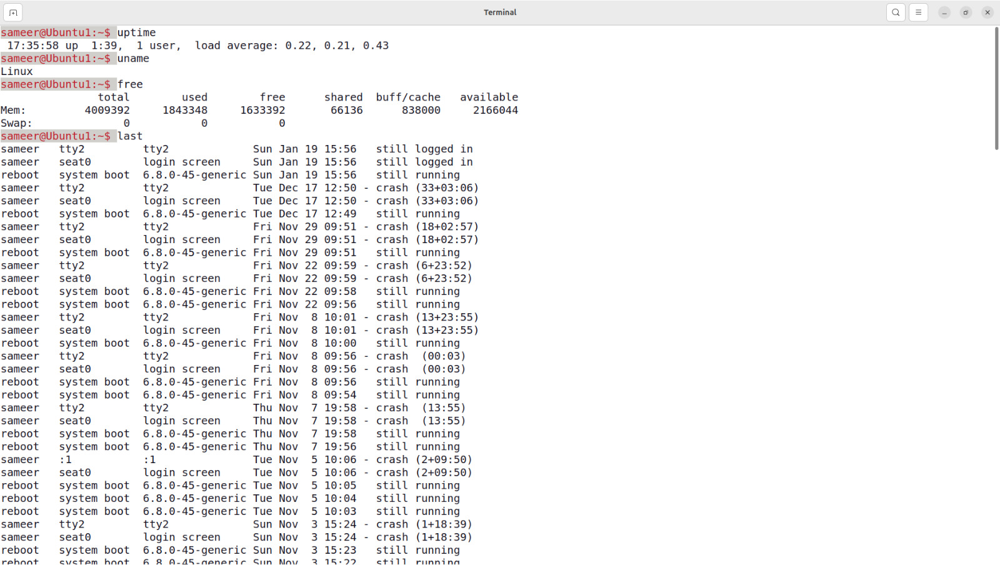 Terminal
sameer@Ubuntu1:~$ uptime
 17:35:58 up  1:39,  1 user,  load average: 0.22, 0.21, 0.43
sameer@Ubuntu1:~$ uname
Linux
sameer@Ubuntu1:~$ free
               total        used        free      shared  buff/cache   available
Mem:         4009392     1843348     1633392       66136      838000     2166044
Swap:              0           0           0
sameer@Ubuntu1:~$ last
sameer   tty2         tty2             Sun Jan 19 15:56   still logged in
sameer   seat0        login screen     Sun Jan 19 15:56   still logged in
reboot   system boot  6.8.0-45-generic Sun Jan 19 15:56   still running
sameer   tty2         tty2             Tue Dec 17 12:50 - crash (33+03:06)
sameer   seat0        login screen     Tue Dec 17 12:50 - crash (33+03:06)
reboot   system boot  6.8.0-45-generic Tue Dec 17 12:49   still running
sameer   tty2         tty2             Fri Nov 29 09:51 - crash (18+02:57)
sameer   seat0        login screen     Fri Nov 29 09:51 - crash (18+02:57)
reboot   system boot  6.8.0-45-generic Fri Nov 29 09:51   still running
sameer   tty2         tty2             Fri Nov 22 09:59 - crash (6+23:52)
sameer   seat0        login screen     Fri Nov 22 09:59 - crash (6+23:52)
reboot   system boot  6.8.0-45-generic Fri Nov 22 09:58   still running
reboot   system boot  6.8.0-45-generic Fri Nov 22 09:56   still running
sameer   tty2         tty2             Fri Nov  8 10:01 - crash (13+23:55)
sameer   seat0        login screen     Fri Nov  8 10:01 - crash (13+23:55)
reboot   system boot  6.8.0-45-generic Fri Nov  8 10:00   still running
sameer   tty2         tty2             Fri Nov  8 09:56 - crash  (00:03)
sameer   seat0        login screen     Fri Nov  8 09:56 - crash  (00:03)
reboot   system boot  6.8.0-45-generic Fri Nov  8 09:56   still running
reboot   system boot  6.8.0-45-generic Fri Nov  8 09:54   still running
sameer   tty2         tty2             Thu Nov  7 19:58 - crash  (13:55)
sameer   seat0        login screen     Thu Nov  7 19:58 - crash  (13:55)
reboot   system boot  6.8.0-45-generic Thu Nov  7 19:58   still running
reboot   system boot  6.8.0-45-generic Thu Nov  7 19:56   still running
sameer   :1           :1               Tue Nov  5 10:06 - crash (2+09:50)
sameer   seat0        login screen     Tue Nov  5 10:06 - crash (2+09:50)
reboot   system boot  6.8.0-45-generic Tue Nov  5 10:05   still running
reboot   system boot  6.8.0-45-generic Tue Nov  5 10:04   still running
reboot   system boot  6.8.0-45-generic Tue Nov  5 10:03   still running
sameer   tty2         tty2             Sun Nov  3 15:24 - crash (1+18:39)
sameer   seat0        login screen     Sun Nov  3 15:24 - crash (1+18:39)
reboot   system boot  6.8.0-45-generic Sun Nov  3 15:23   still running
reboot   system boot  6.8.0-45-generic Sun Nov  3 15:22   still running